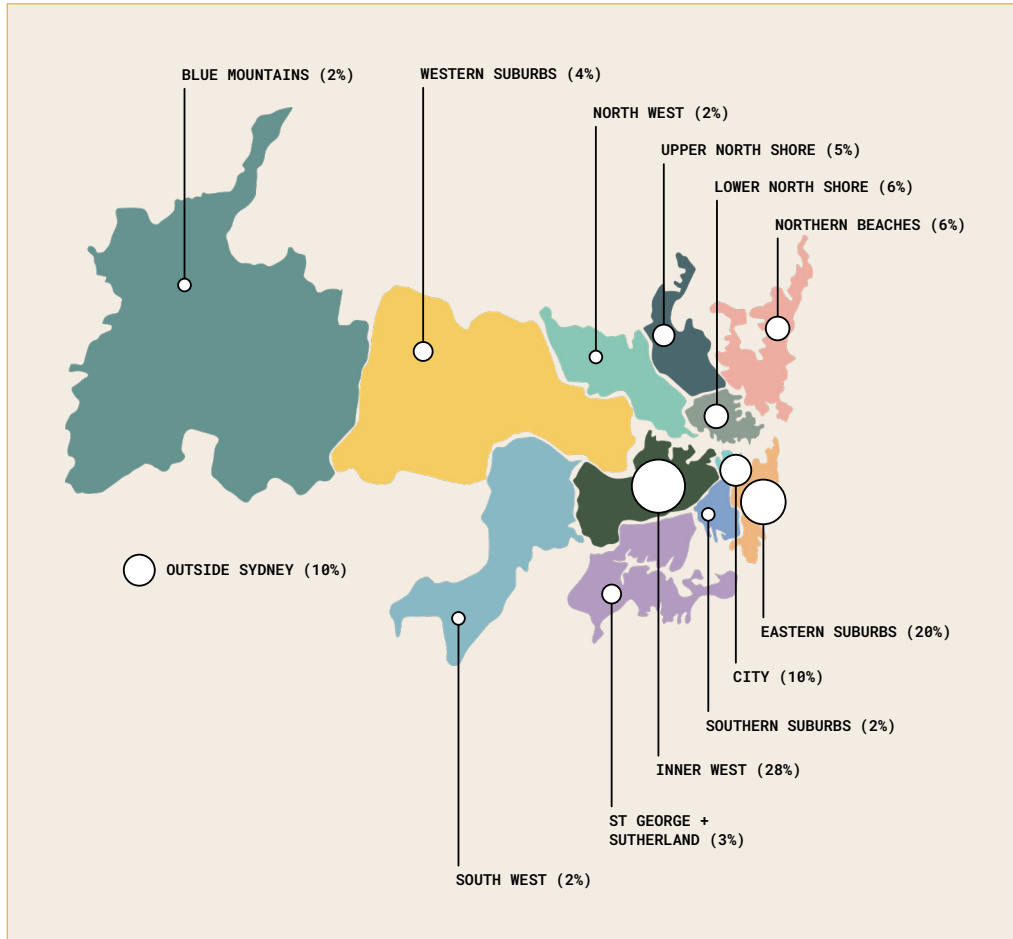 BLUE MOUNTAINS (2%)
WESTERN SUBURBS (4%)
NORTH WEST (2%)
UPPER NORTH SHORE (5%)
LOWER NORTH SHORE (6%)
NORTHERN BEACHES (6%)
OUTSIDE SYDNEY (10%)
EASTERN SUBURBS (20%)
CITY (10%)
SOUTHERN SUBURBS (2%)
INNER WEST (28%)
ST GEORGE +
SUTHERLAND (3%)
SOUTH WEST (2%)